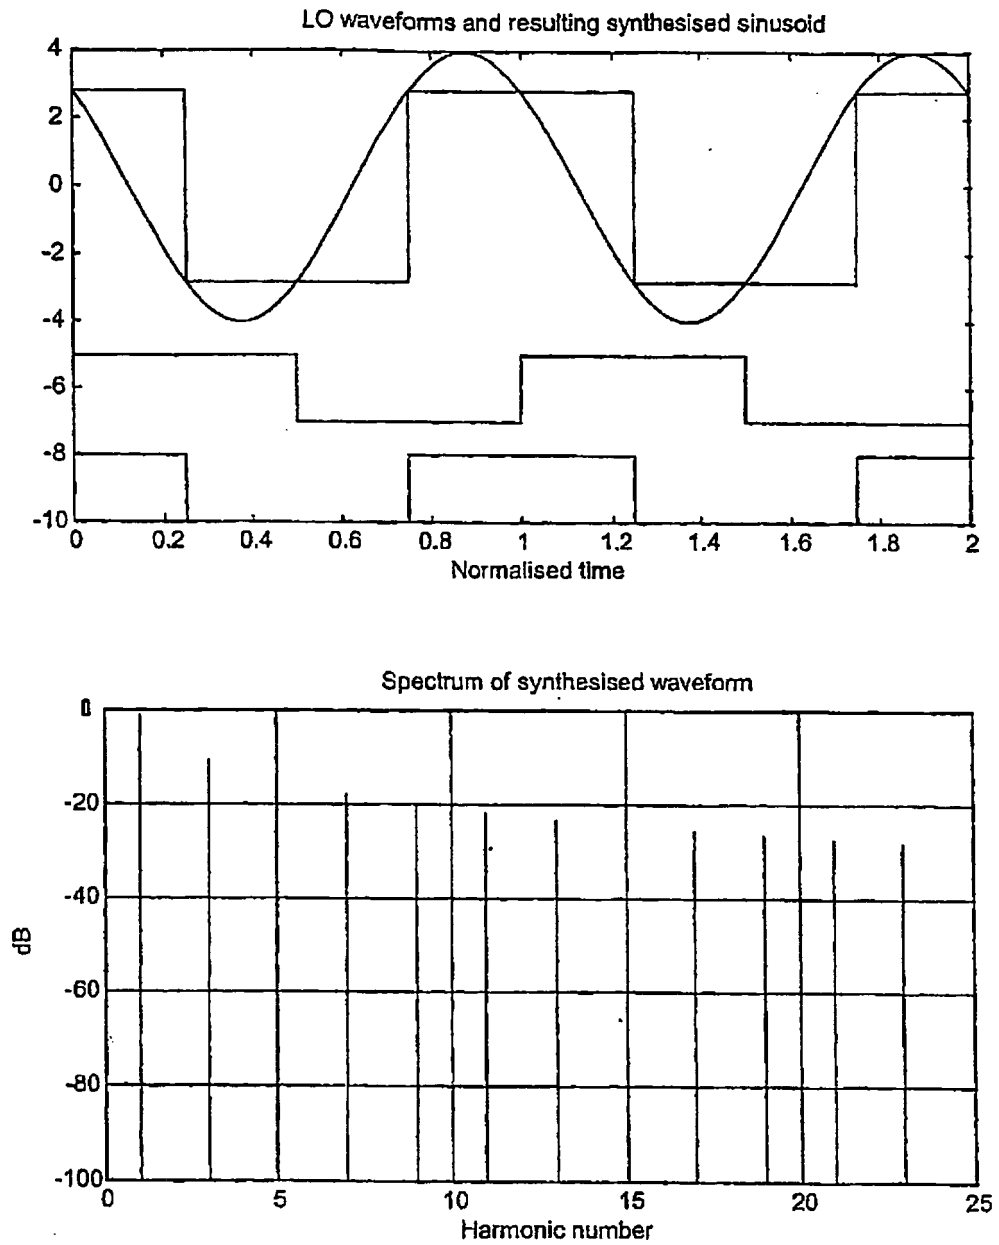 LO waveforms and resulting synthesised sinusoid
4
2
0
-2
-4
-6
-8
-10
0 0.2 0.4 0.6 0.8 1 1.2 1.4 1.6 1.8 2
Normalised time
Spectrum of synthesised waveform
0
-20
-40
-60
-80
-100
dB
0 5 10 15 20 25
Harmonic number